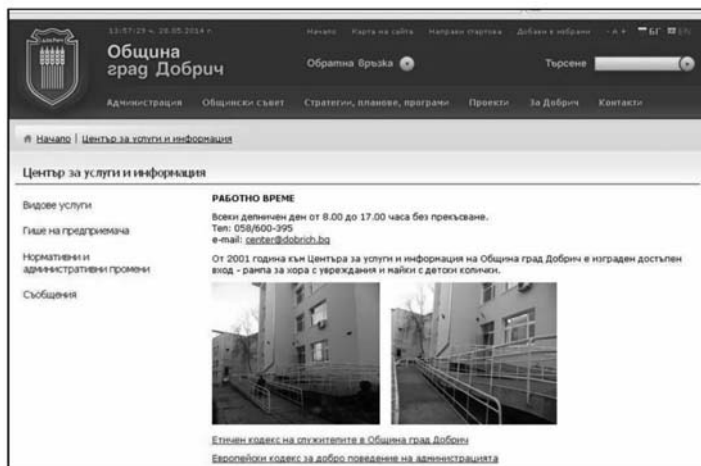 13:57:29 ч. 28.05.2014 г.
Начало Карта на сайта Направи стартова Добави в любими - A + БГ EN
Община
град Добрич
Обратна връзка
Търсене
Администрация Общински съвет Стратегии, планове, програми Проекти За Добрич Контакти
Начало | Център за услуги и информация
Център за услуги и информация
Видове услуги
Гише на предприемача
Нормативни и
административни промени
Съобщения
РАБОТНО ВРЕМЕ
Всеки делничен ден от 8.00 до 17.00 часа без прекъсване.
Тел: 058/600-395
e-mail: center@dobrich.bg
От 2001 година към Центъра за услуги и информация на Община град Добрич е изграден достъпен
вход - рампа за хора с увреждания и майки с детски колички.
Етичен кодекс на служителите в Община град Добрич
Европейски кодекс за добро поведение на администрацията